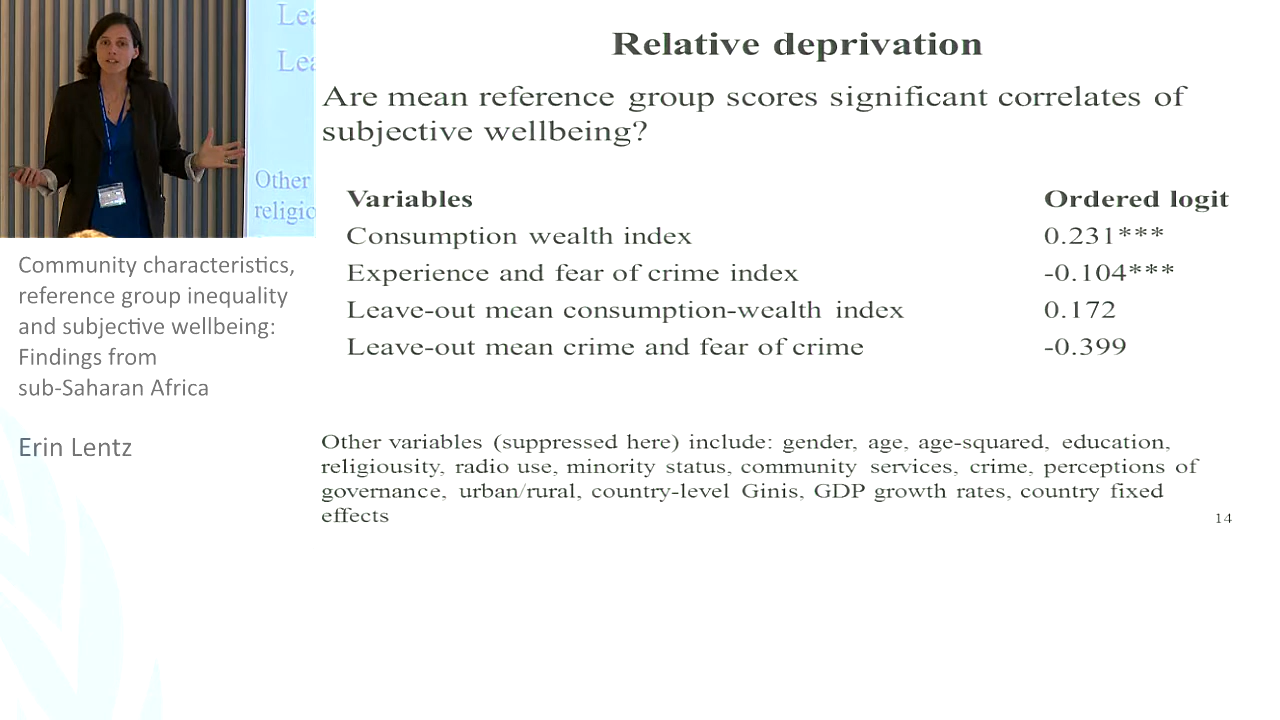 Lea
Lea
Other
religio
Community characteristics,
reference group inequality
and subjective wellbeing:
Findings from
sub-Saharan Africa
Erin Lentz
Relative deprivation
Are mean reference group scores significant correlates of
subjective wellbeing?
Variables Ordered logit
Consumption wealth index 0.231***
Experience and fear of crime index -0.104***
Leave-out mean consumption-wealth index 0.172
Leave-out mean crime and fear of crime -0.399
Other variables (suppressed here) include: gender, age, age-squared, education,
religiousity, radio use, minority status, community services, crime, perceptions of
governance, urban/rural, country-level Ginis, GDP growth rates, country fixed
effects
14